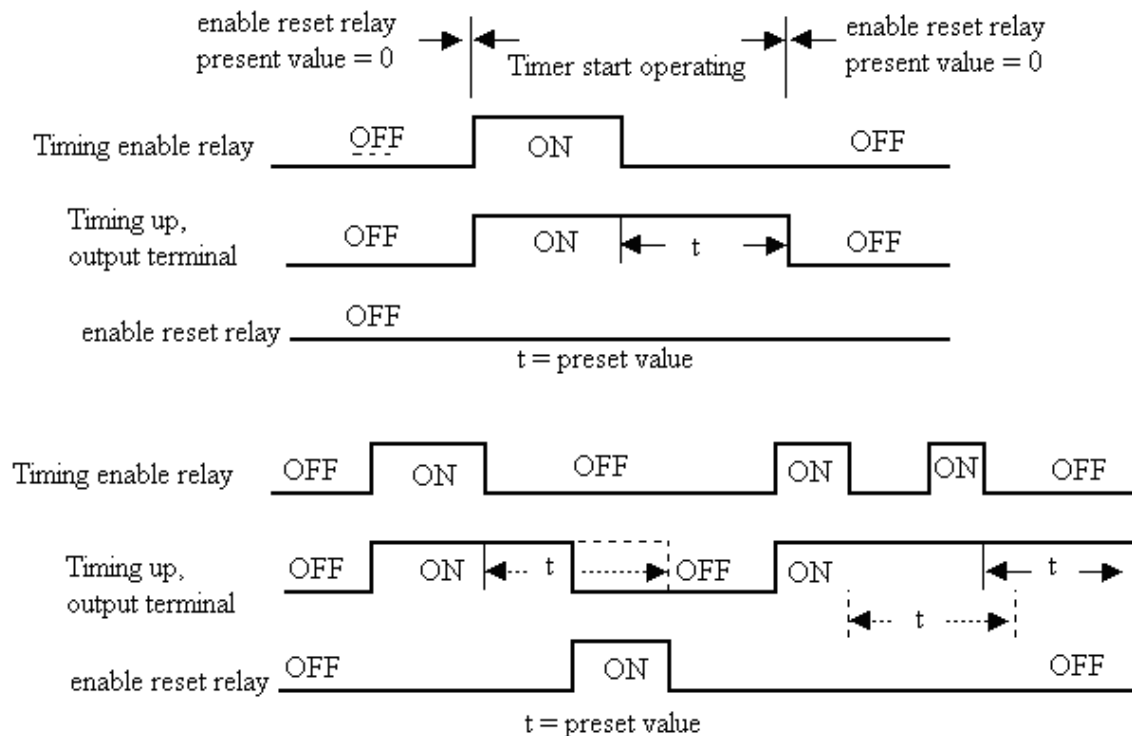 enable reset relay
present value = 0
Timer start operating
enable reset relay
present value = 0
Timing enable relay
OFF
ON
OFF
Timing up,
output terminal
OFF
ON
t
OFF
enable reset relay
OFF
t = preset value
Timing enable relay
OFF
ON
OFF
ON
ON
OFF
Timing up,
output terminal
OFF
ON
t
OFF
ON
t
t
enable reset relay
OFF
ON
OFF
t = preset value